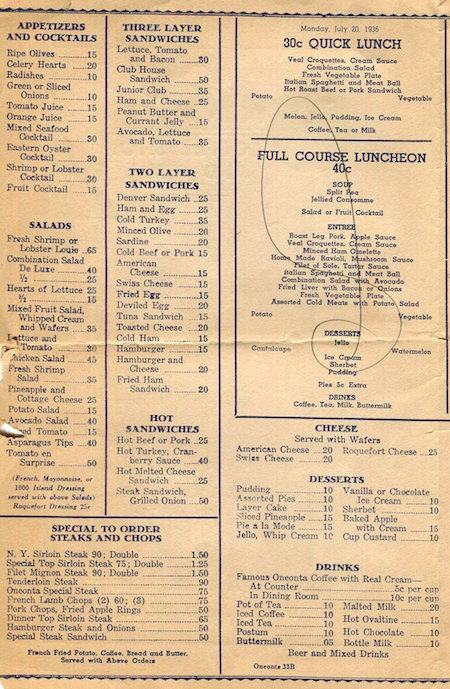 APPETIZERS
AND COCKTAILS
Ripe Olives .15
Celery Hearts .20
Radishes .10
Green or Sliced
Onions .10
Tomato Juice .15
Orange Juice .15
Mixed Seafood
Cocktail .30
Eastern Oyster
Cocktail .30
Shrimp or Lobster
Cocktail .30
Fruit Cocktail .15
SALADS
Fresh Shrimp or
Lobster Louie .65
Combination Salad
De Luxe .40
½ .25
Hearts of Lettuce 25
½ .15
Mixed Fruit Salad,
Whipped Cream
and Wafers .35
Lettuce and
Tomato .30
Chicken Salad .45
Fresh Shrimp
Salad .35
Pineapple and
Cottage Cheese 25
Potato Salad .15
Avocado Salad .40
Sliced Tomato .15
Asparagus Tips .40
Tomato en
Surprise .50
(French, Mayonnaise, or
1000 Island Dressing
served with above Salads)
Roquefort Dressing 25c
THREE LAYER
SANDWICHES
Lettuce, Tomato
and Bacon .30
Club House
Sandwich .50
Junior Club .35
Ham and Cheese .25
Peanut Butter and
Currant Jelly .15
Avocado, Lettuce
and Tomato .35
TWO LAYER
SANDWICHES
Denver Sandwich .25
Ham and Egg .25
Cold Turkey .35
Minced Olive .20
Sardine .20
Cold Beef or Pork 15
American
Cheese .15
Swiss Cheese .15
Fried Egg .15
Deviled Egg .20
Tuna Sandwich .15
Toasted Cheese .20
Cold Ham .15
Hamburger .15
Hamburger and
Cheese .20
Fried Ham
Sandwich .20
HOT
SANDWICHES
Hot Beef or Pork .25
Hot Turkey, Cran-
berry Sauce .40
Hot Melted Cheese
Sandwich .25
Steak Sandwich,
Grilled Onion .50
SPECIAL TO ORDER
STEAKS AND CHOPS
N. Y. Sirloin Steak 90; Double 1.50
Special Top Sirloin Steak 75; Double 1.25
Filet Mignon Steak 90; Double 1.50
Tenderloin Steak .90
Oneonta Special Steak .75
French Lamb Chops (2) 60; (3) .75
Pork Chops, Fried Apple Rings .50
Dinner Top Sirloin Steak .65
Hamburger Steak and Onions .50
Special Steak Sandwich .50
French Fried Potato, Coffee, Bread and Butter.
Served with Above Orders
Monday, July 20, 1936
30c QUICK LUNCH
Veal Croquettes, Cream Sauce
Combination Salad
Fresh Vegetable Plate
Italian Spaghetti and Meat Ball
Hot Roast Beef or Pork Sandwich
Potato Vegetable
Melon, Jello, Pudding, Ice Cream
Coffee, Tea or Milk
FULL COURSE LUNCHEON
40c
SOUP
Split Pea
Jellied Consomme
Salad or Fruit Cocktail
ENTREE
Roast Leg Pork, Apple Sauce
Veal Croquettes, Cream Sauce
Minced Ham Omelette
Home Made Ravioli, Mushroom Sauce
Filet of Sole, Tartar Sauce
Italian Spaghetti and Meat Ball
Combination Salad with Avocado
Fried Liver with Bacon or Onions
Fresh Vegetable Plate
Assorted Cold Meats with Potato Salad
Potato Vegetable
DESSERTS
Jello
Cantaloupe Watermelon
Ice Cream
Sherbet
Pudding
Pies 5c Extra
DRINKS
Coffee, Tea, Milk, Buttermilk
CHEESE
Served with Wafers
American Cheese .20 Roquefort Cheese .25
Swiss Cheese .20
DESSERTS
Pudding .10 Vanilla or Chocolate
Assorted Pies .10 Ice Cream .10
Layer Cake .10 Sherbet .10
Sliced Pineapple .15 Baked Apple
Pie a la Mode .15 with Cream .15
Jello, Whip Cream 10 Cup Custard .10
DRINKS
Famous Oneonta Coffee with Real Cream—
At Counter 5c per cup
In Dining Room 10c per cup
Pot of Tea .10 Malted Milk .20
Iced Coffee .10
Iced Tea .10 Hot Ovaltine .15
Postum .10 Hot Chocolate .10
Buttermilk .05 Bottle Milk .10
Beer and Mixed Drinks
Oneonta 33B